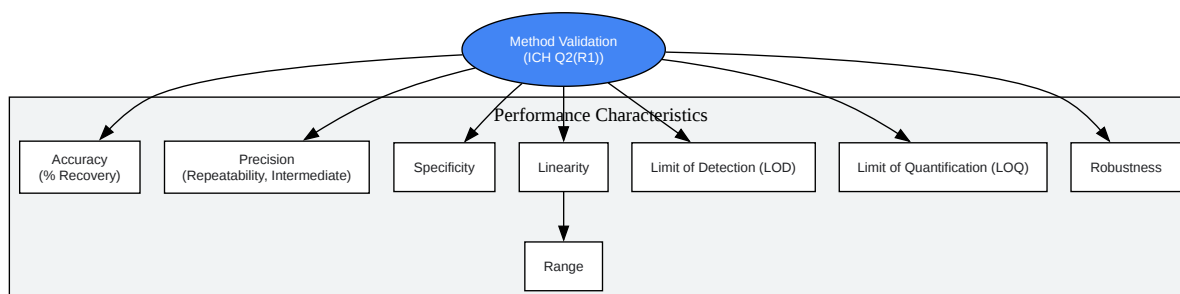 Method Validation
(ICH Q2(R1))
Performance Characteristics
Accuracy
(% Recovery)
Precision
(Repeatability, Intermediate)
Specificity
Linearity
Limit of Detection (LOD)
Limit of Quantification (LOQ)
Robustness
Range